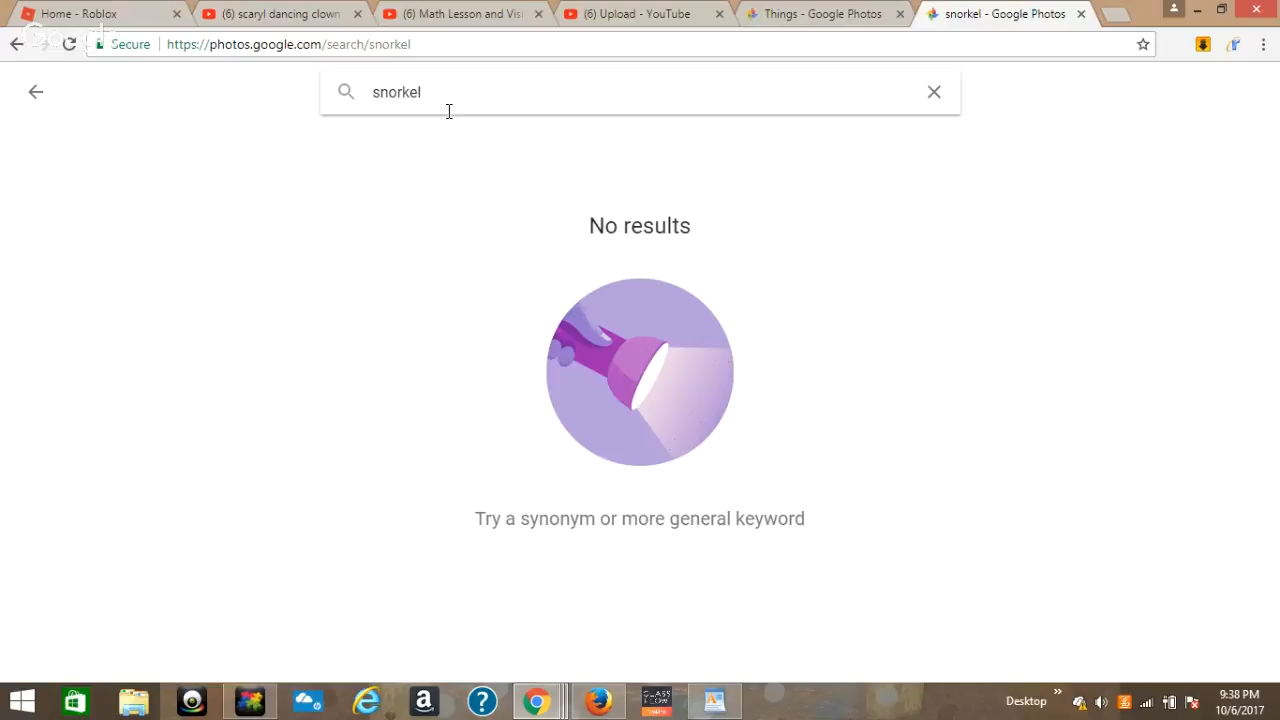 Home - Roblox
(6) scaryl dancing clown
(6) Math Lesson and Visi
(6) Upload - YouTube
Things - Google Photos
snorkel - Google Photos
Secure
https://photos.google.com/search/snorkel
snorkel
No results
Try a synonym or more general keyword
CLASS
FLOW
Desktop
9:38 PM
10/6/2017